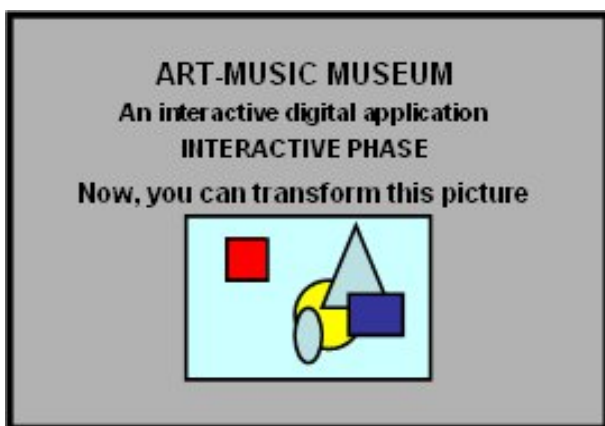 ART-MUSIC MUSEUM
An interactive digital application
INTERACTIVE PHASE
Now, you can transform this picture